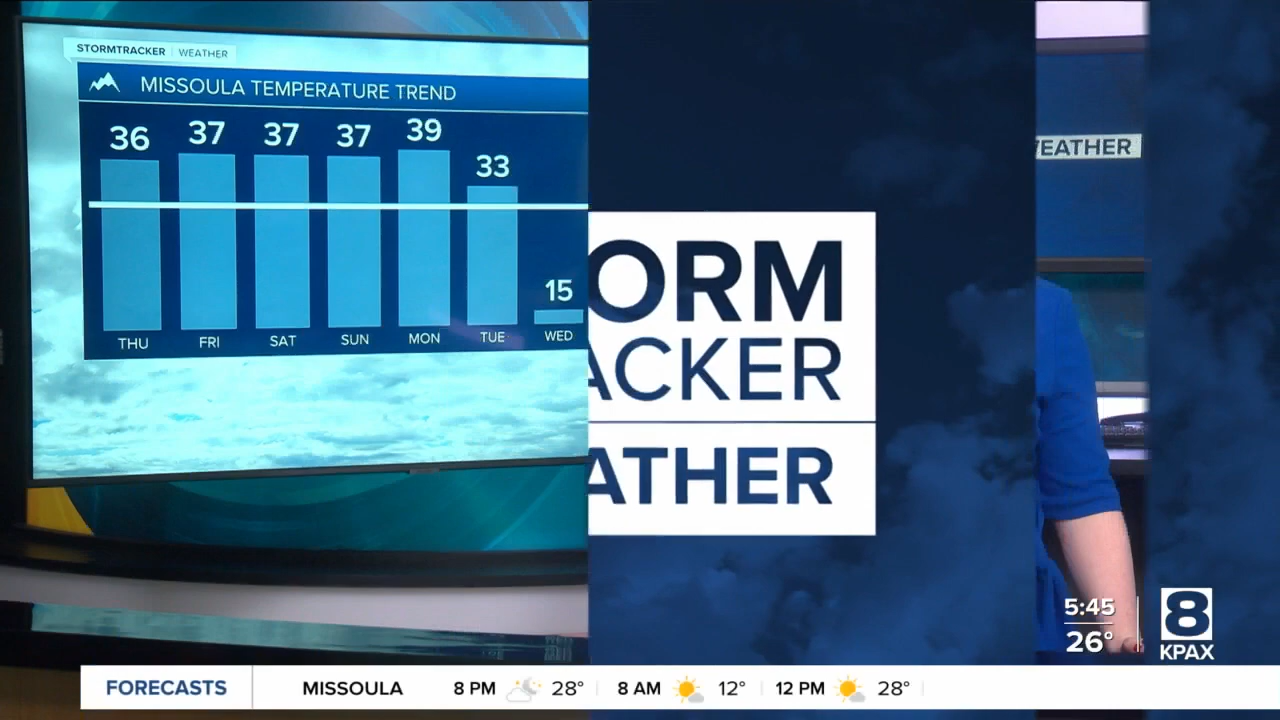 STORMTRACKER | WEATHER
MISSOULA TEMPERATURE TREND
36 37 37 37 39 33 15
THU FRI SAT SUN MON TUE WED
ORM
ACKER
ATHER
EATHER
5:45
26°
8
KPAX
FORECASTS MISSOULA 8 PM 28° 8 AM 12° 12 PM 28°